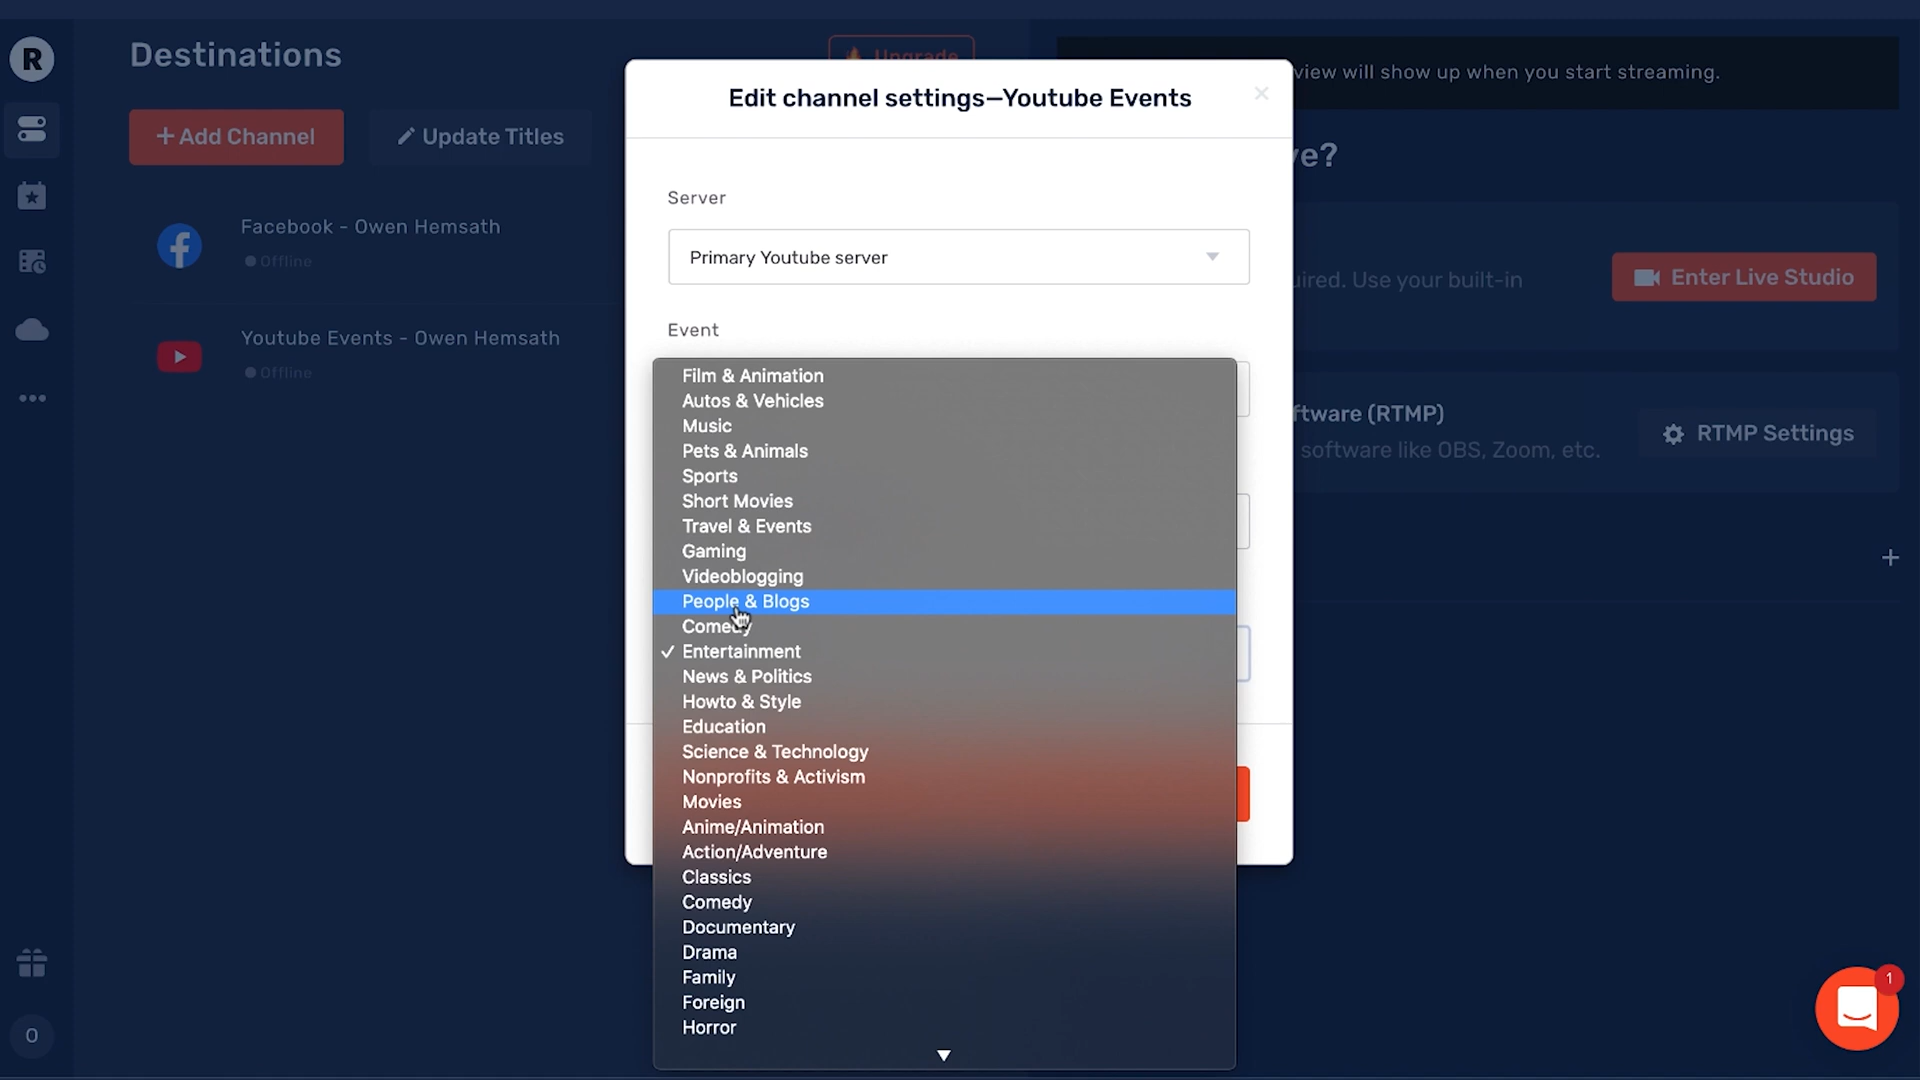 R
Destinations
Upgrade
+ Add Channel
Update Titles
Facebook - Owen Hemsath
Offline
Youtube Events - Owen Hemsath
Offline
O
Edit channel settings—Youtube Events
×
Server
Primary Youtube server
Event
Film & Animation
Autos & Vehicles
Music
Pets & Animals
Sports
Short Movies
Travel & Events
Gaming
Videoblogging
People & Blogs
Comedy
✓ Entertainment
News & Politics
Howto & Style
Education
Science & Technology
Nonprofits & Activism
Movies
Anime/Animation
Action/Adventure
Classics
Comedy
Documentary
Drama
Family
Foreign
Horror
view will show up when you start streaming.
ve?
uired. Use your built-in
Enter Live Studio
ftware (RTMP)
software like OBS, Zoom, etc.
RTMP Settings
+
1